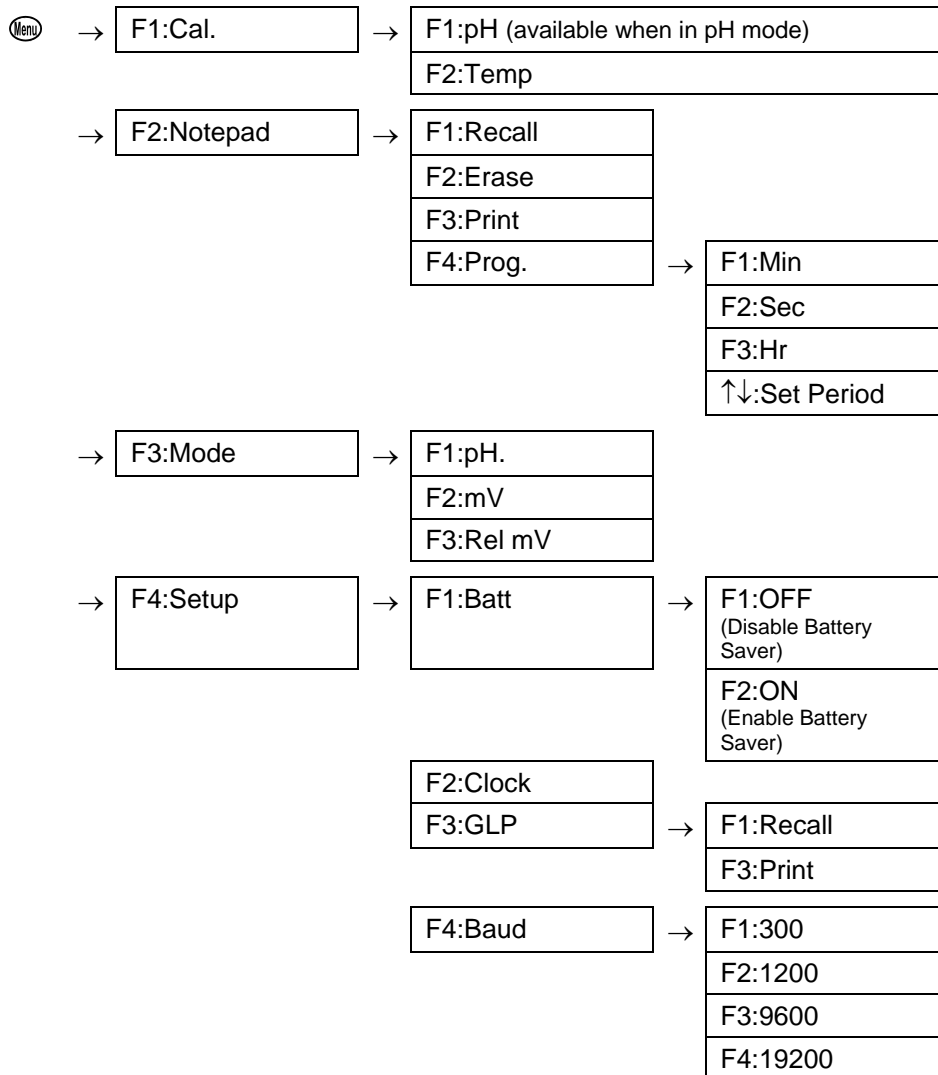 Menu → F1:Cal. → F1:pH (available when in pH mode)
F2:Temp
→ F2:Notepad → F1:Recall
F2:Erase
F3:Print
F4:Prog. → F1:Min
F2:Sec
F3:Hr
↑↓:Set Period
→ F3:Mode → F1:pH.
F2:mV
F3:Rel mV
→ F4:Setup → F1:Batt → F1:OFF
(Disable Battery
Saver)
F2:ON
(Enable Battery
Saver)
F2:Clock
F3:GLP → F1:Recall
F3:Print
F4:Baud → F1:300
F2:1200
F3:9600
F4:19200